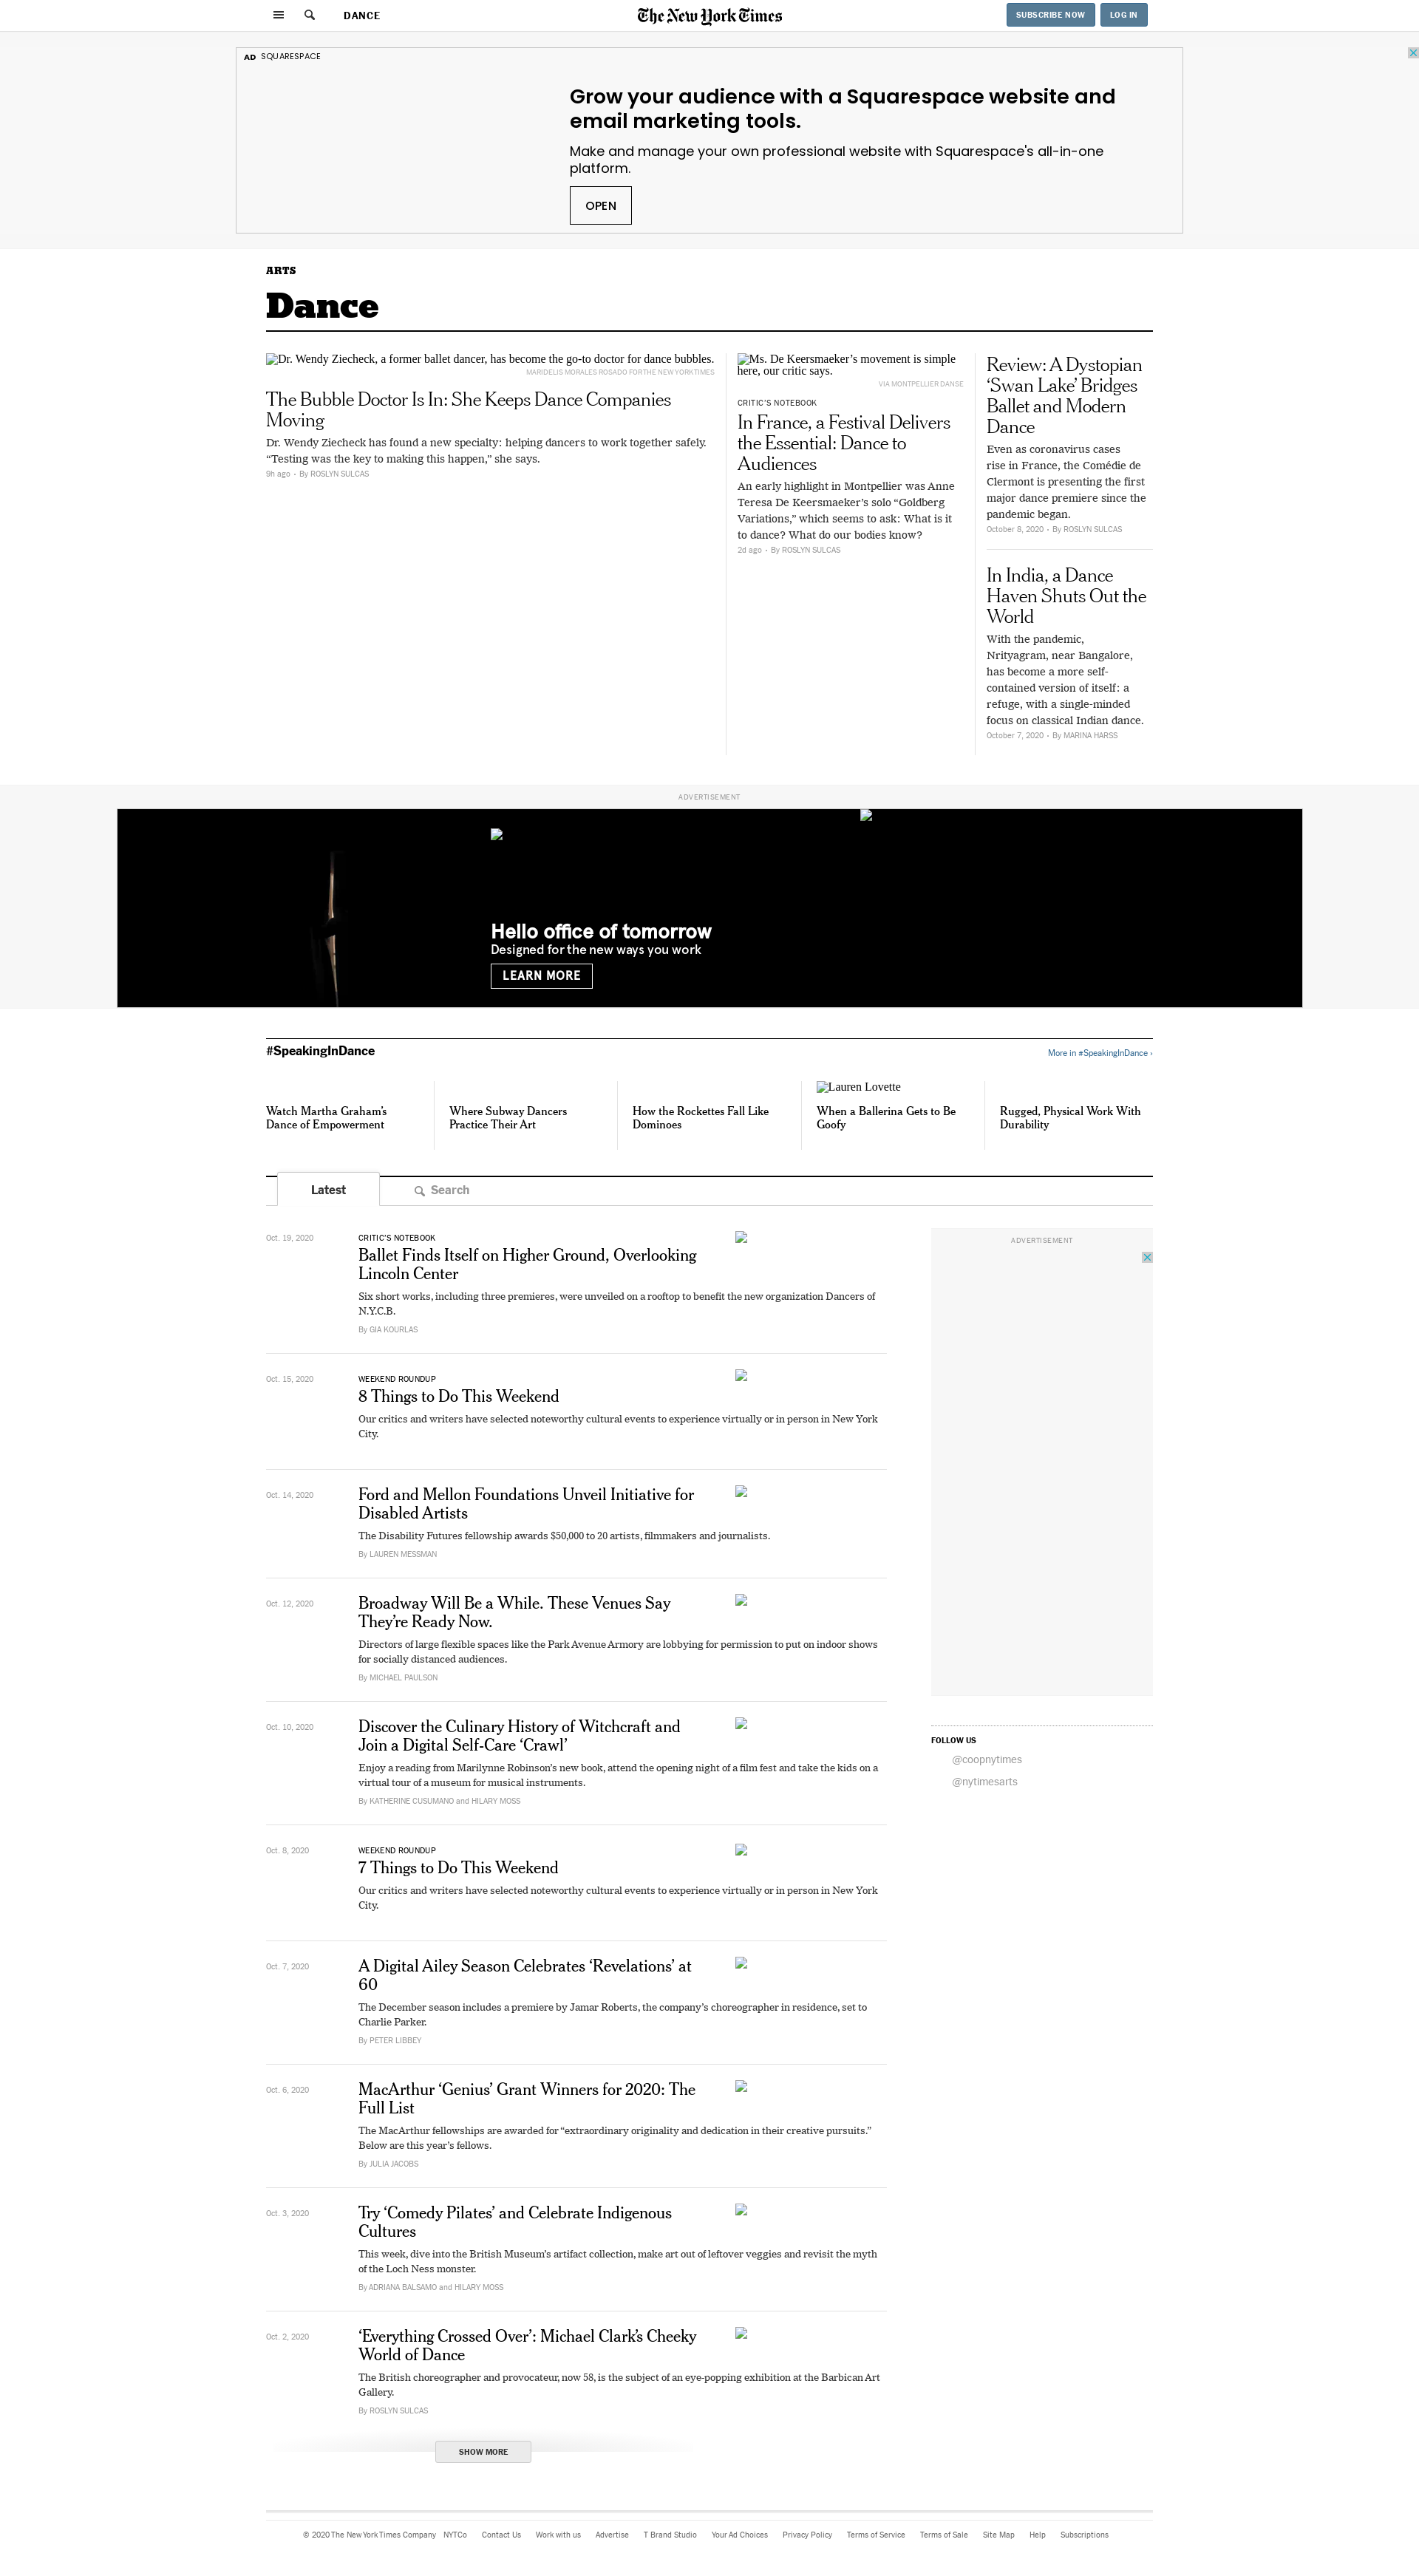 DANCE
The New York Times
SUBSCRIBE NOW
LOG IN
AD SQUARESPACE
Grow your audience with a Squarespace website and
email marketing tools.
Make and manage your own professional website with Squarespace's all-in-one
platform.
OPEN
ARTS
Dance
Dr. Wendy Ziecheck, a former ballet dancer, has become the go-to doctor for dance bubbles.
MARIDELIS MORALES ROSADO FOR THE NEW YORK TIMES
The Bubble Doctor Is In: She Keeps Dance Companies
Moving
Dr. Wendy Ziecheck has found a new specialty: helping dancers to work together safely.
“Testing was the key to making this happen,” she says.
9h ago • By ROSLYN SULCAS
Ms. De Keersmaeker’s movement is simple
here, our critic says.
VIA MONTPELLIER DANSE
CRITIC’S NOTEBOOK
In France, a Festival Delivers
the Essential: Dance to
Audiences
An early highlight in Montpellier was Anne
Teresa De Keersmaeker’s solo “Goldberg
Variations,” which seems to ask: What is it
to dance? What do our bodies know?
2d ago • By ROSLYN SULCAS
Review: A Dystopian
‘Swan Lake’ Bridges
Ballet and Modern
Dance
Even as coronavirus cases
rise in France, the Comédie de
Clermont is presenting the first
major dance premiere since the
pandemic began.
October 8, 2020 • By ROSLYN SULCAS
In India, a Dance
Haven Shuts Out the
World
With the pandemic,
Nrityagram, near Bangalore,
has become a more self-
contained version of itself: a
refuge, with a single-minded
focus on classical Indian dance.
October 7, 2020 • By MARINA HARSS
ADVERTISEMENT
Hello office of tomorrow
Designed for the new ways you work
LEARN MORE
#SpeakingInDance
More in #SpeakingInDance ›
Watch Martha Graham’s
Dance of Empowerment
Where Subway Dancers
Practice Their Art
How the Rockettes Fall Like
Dominoes
Lauren Lovette
When a Ballerina Gets to Be
Goofy
Rugged, Physical Work With
Durability
Latest
Search
Oct. 19, 2020
CRITIC’S NOTEBOOK
Ballet Finds Itself on Higher Ground, Overlooking
Lincoln Center
Six short works, including three premieres, were unveiled on a rooftop to benefit the new organization Dancers of
N.Y.C.B.
By GIA KOURLAS
Oct. 15, 2020
WEEKEND ROUNDUP
8 Things to Do This Weekend
Our critics and writers have selected noteworthy cultural events to experience virtually or in person in New York
City.
Oct. 14, 2020
Ford and Mellon Foundations Unveil Initiative for
Disabled Artists
The Disability Futures fellowship awards $50,000 to 20 artists, filmmakers and journalists.
By LAUREN MESSMAN
Oct. 12, 2020
Broadway Will Be a While. These Venues Say
They’re Ready Now.
Directors of large flexible spaces like the Park Avenue Armory are lobbying for permission to put on indoor shows
for socially distanced audiences.
By MICHAEL PAULSON
Oct. 10, 2020
Discover the Culinary History of Witchcraft and
Join a Digital Self-Care ‘Crawl’
Enjoy a reading from Marilynne Robinson’s new book, attend the opening night of a film fest and take the kids on a
virtual tour of a museum for musical instruments.
By KATHERINE CUSUMANO and HILARY MOSS
Oct. 8, 2020
WEEKEND ROUNDUP
7 Things to Do This Weekend
Our critics and writers have selected noteworthy cultural events to experience virtually or in person in New York
City.
Oct. 7, 2020
A Digital Ailey Season Celebrates ‘Revelations’ at
60
The December season includes a premiere by Jamar Roberts, the company’s choreographer in residence, set to
Charlie Parker.
By PETER LIBBEY
Oct. 6, 2020
MacArthur ‘Genius’ Grant Winners for 2020: The
Full List
The MacArthur fellowships are awarded for “extraordinary originality and dedication in their creative pursuits.”
Below are this year’s fellows.
By JULIA JACOBS
Oct. 3, 2020
Try ‘Comedy Pilates’ and Celebrate Indigenous
Cultures
This week, dive into the British Museum’s artifact collection, make art out of leftover veggies and revisit the myth
of the Loch Ness monster.
By ADRIANA BALSAMO and HILARY MOSS
Oct. 2, 2020
‘Everything Crossed Over’: Michael Clark’s Cheeky
World of Dance
The British choreographer and provocateur, now 58, is the subject of an eye-popping exhibition at the Barbican Art
Gallery.
By ROSLYN SULCAS
SHOW MORE
ADVERTISEMENT
FOLLOW US
@coopnytimes
@nytimesarts
© 2020 The New York Times Company NYTCo Contact Us Work with us Advertise T Brand Studio Your Ad Choices Privacy Policy Terms of Service Terms of Sale Site Map Help Subscriptions